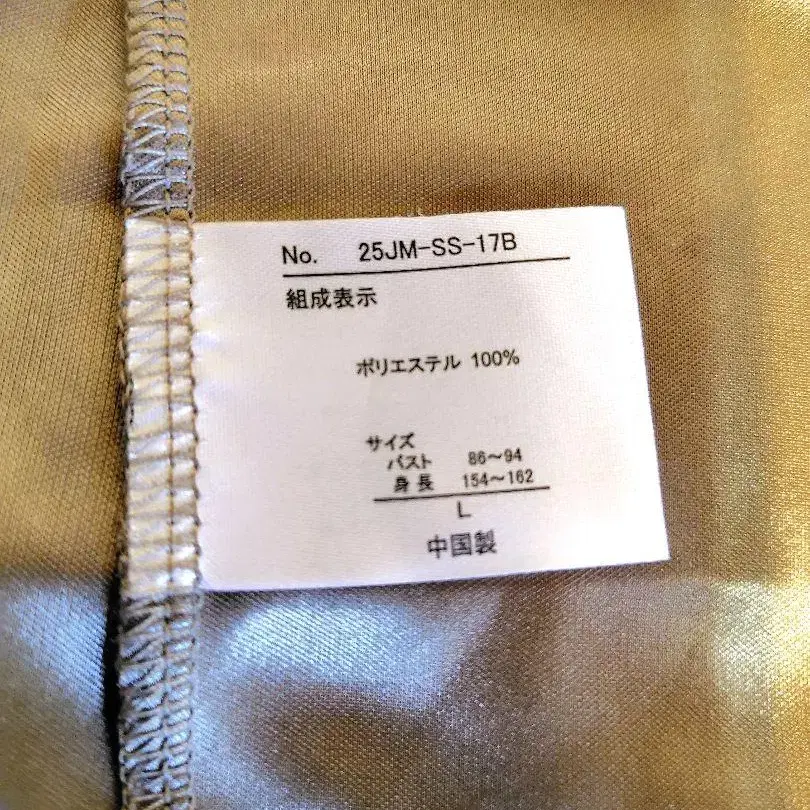 No. 25JM-SS-17B
組成表示
ポリエステル 100%
サイズ
バスト 86～94
身長 154～162
L
中国製